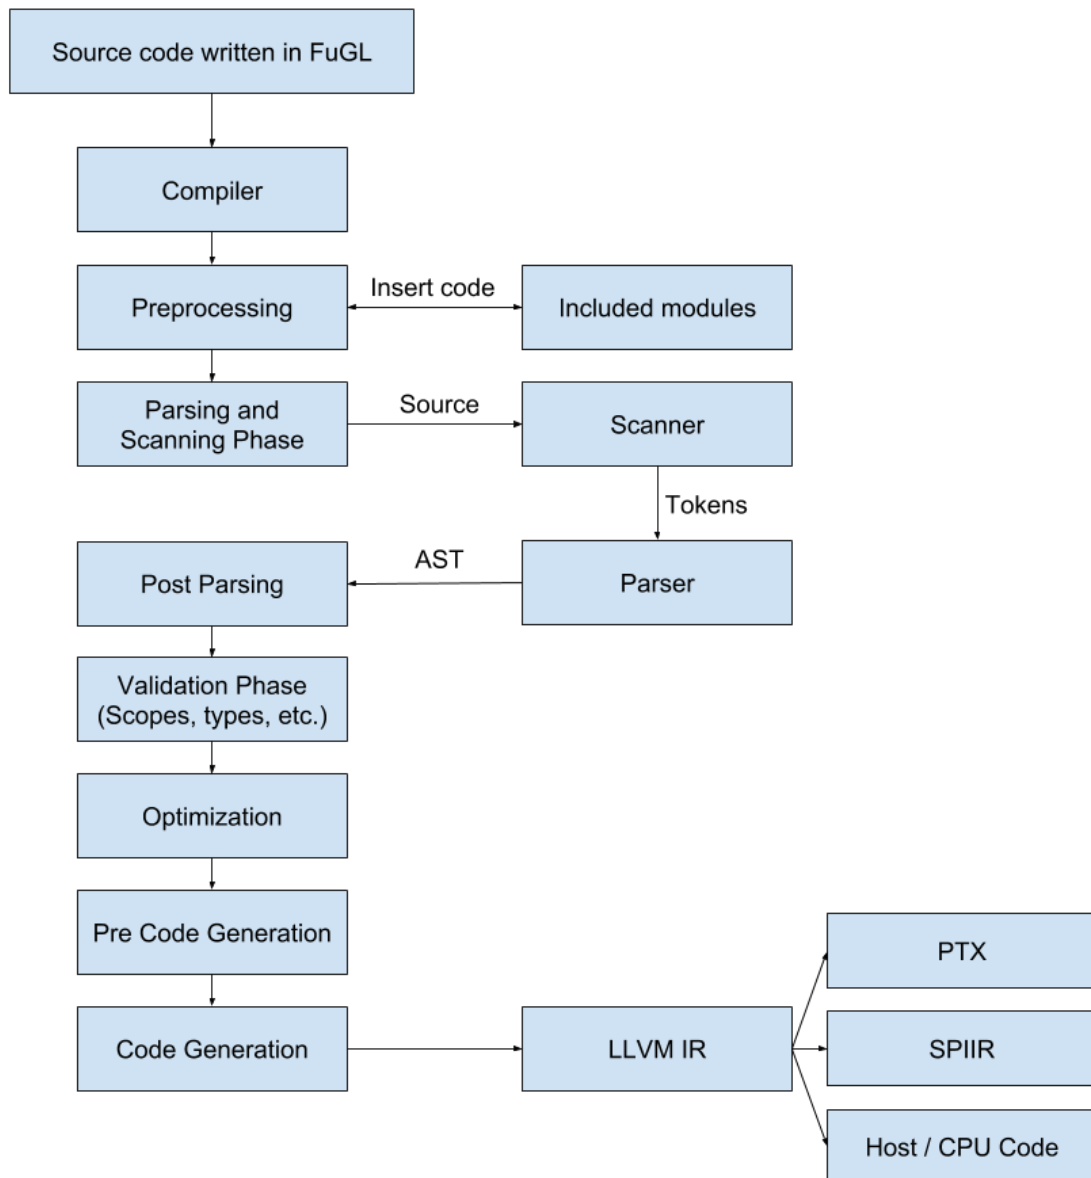 Source code written in FuGL
Compiler
Preprocessing
Insert code
Included modules
Parsing and
Scanning Phase
Source
Scanner
Tokens
Post Parsing
AST
Parser
Validation Phase
(Scopes, types, etc.)
Optimization
Pre Code Generation
Code Generation
LLVM IR
PTX
SPIIR
Host / CPU Code